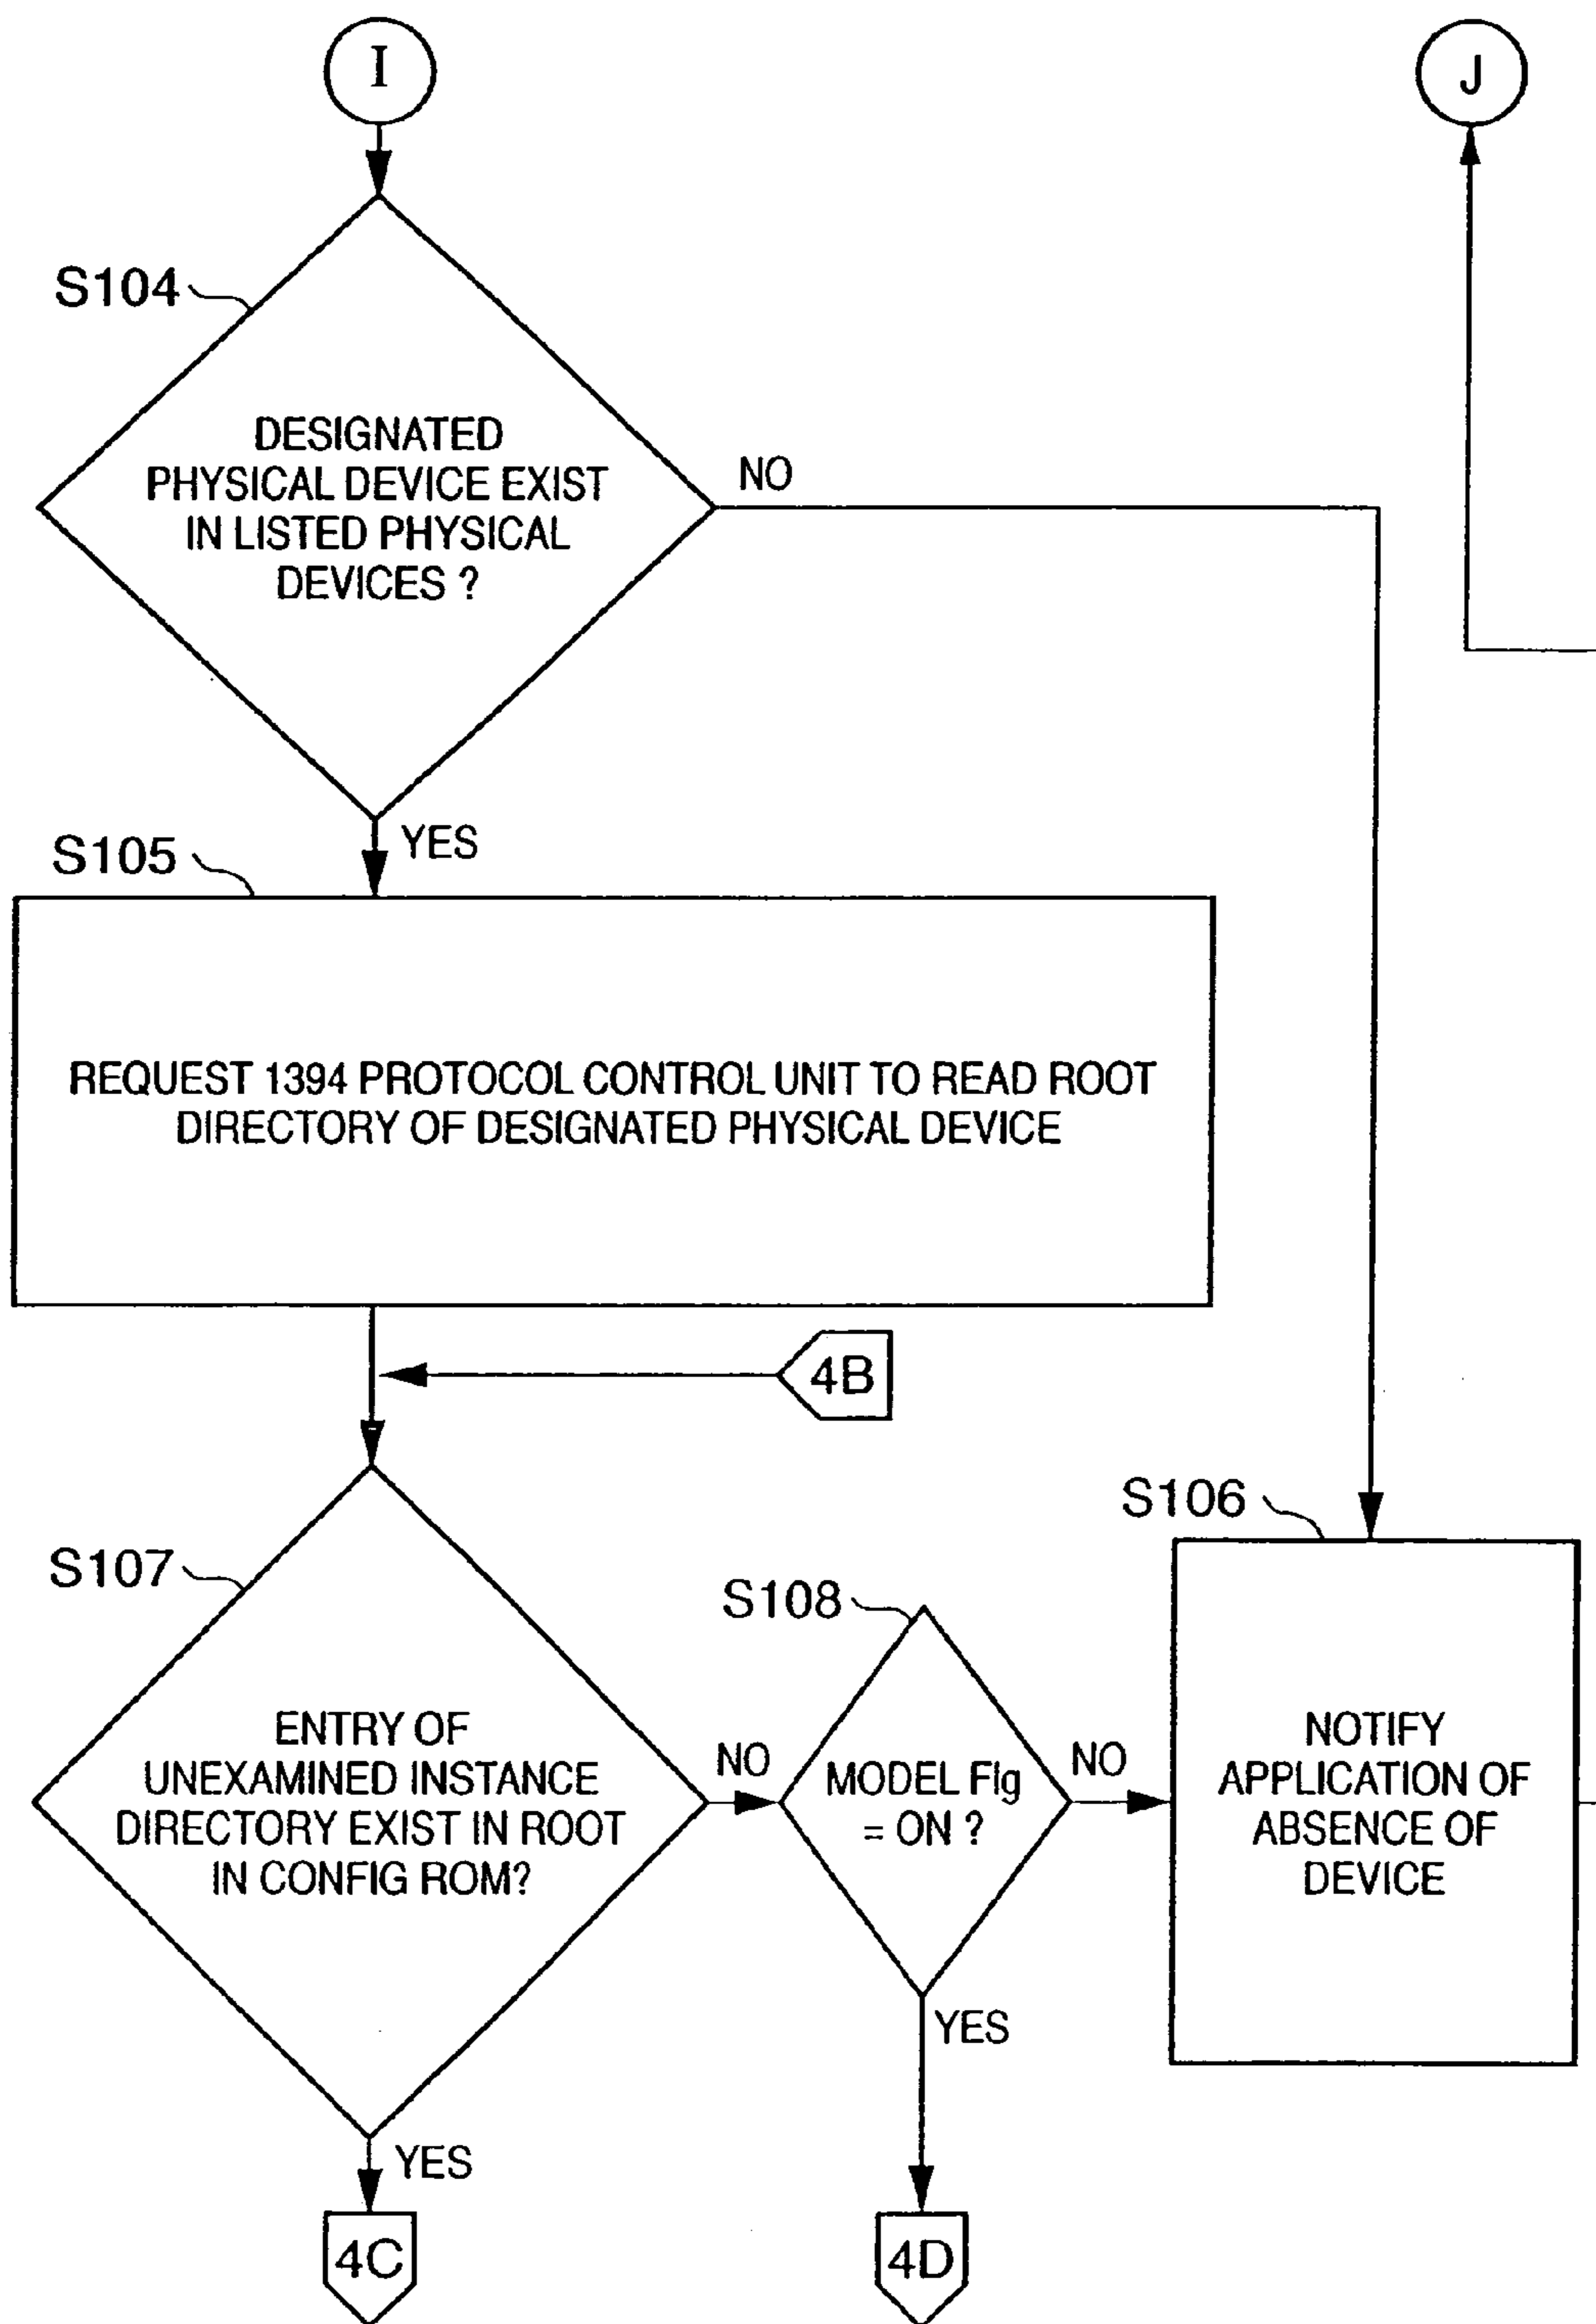 I
J
S104
DESIGNATED
PHYSICAL DEVICE EXIST
IN LISTED PHYSICAL
DEVICES ?
NO
YES
S105
REQUEST 1394 PROTOCOL CONTROL UNIT TO READ ROOT
DIRECTORY OF DESIGNATED PHYSICAL DEVICE
4B
S106
S107
S108
ENTRY OF
UNEXAMINED INSTANCE
DIRECTORY EXIST IN ROOT
IN CONFIG ROM?
NO
MODEL Flg
= ON ?
NO
NOTIFY
APPLICATION OF
ABSENCE OF
DEVICE
YES
YES
4C
4D